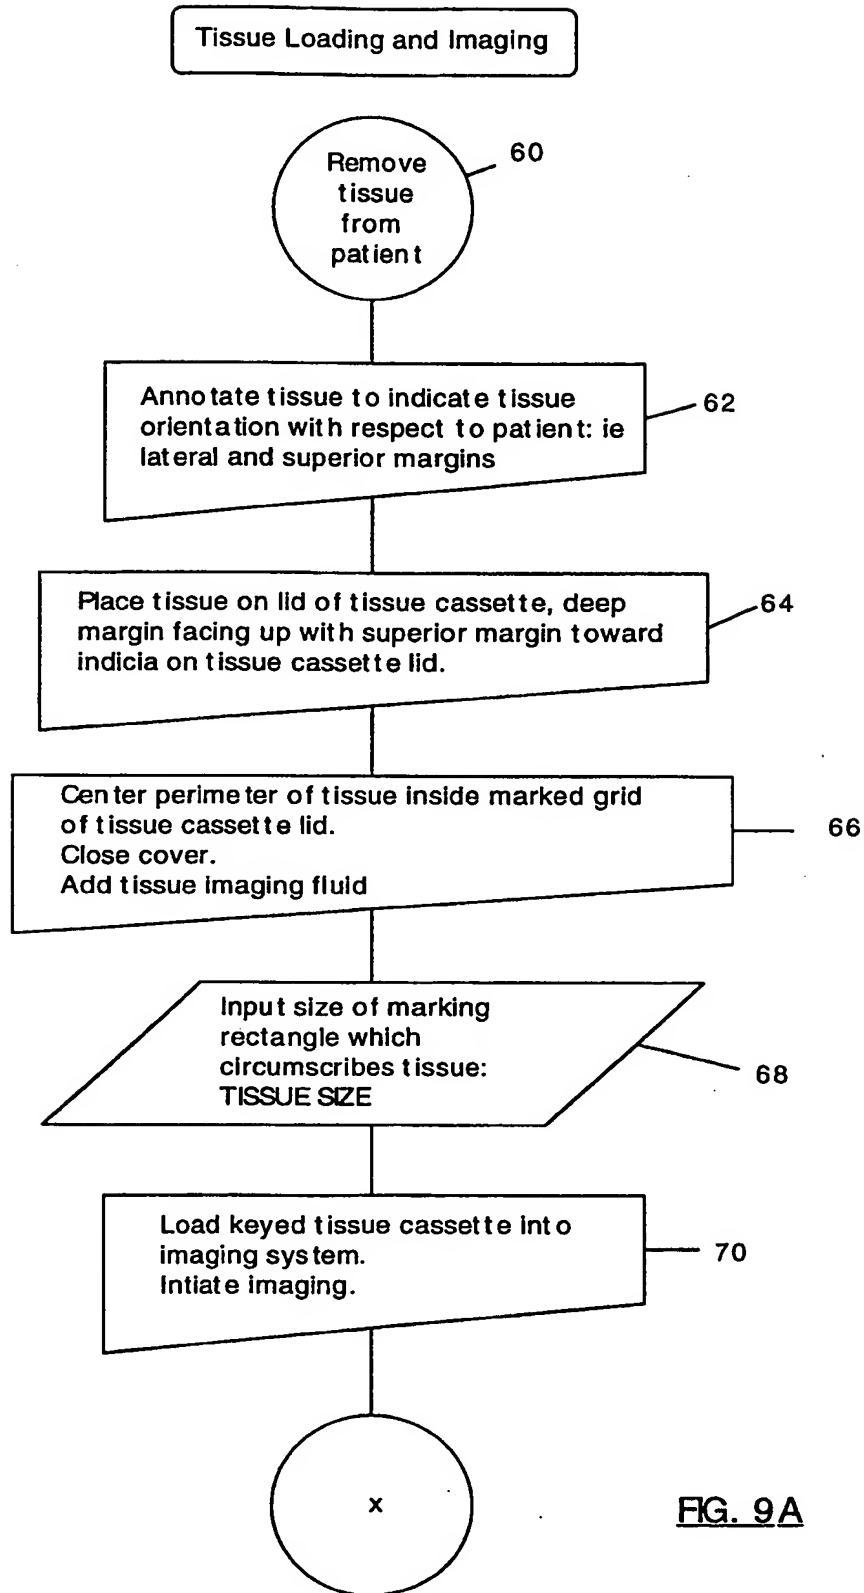 Tissue Loading and Imaging
60
Remove
tissue
from
patient
62
Annotate tissue to indicate tissue
orientation with respect to patient: ie
lateral and superior margins
64
Place tissue on lid of tissue cassette, deep
margin facing up with superior margin toward
indicia on tissue cassette lid.
66
Center perimeter of tissue inside marked grid
of tissue cassette lid.
Close cover.
Add tissue imaging fluid
68
Input size of marking
rectangle which
circumscribes tissue:
TISSUE SIZE
70
Load keyed tissue cassette into
imaging system.
Intiate imaging.
x
FIG. 9A